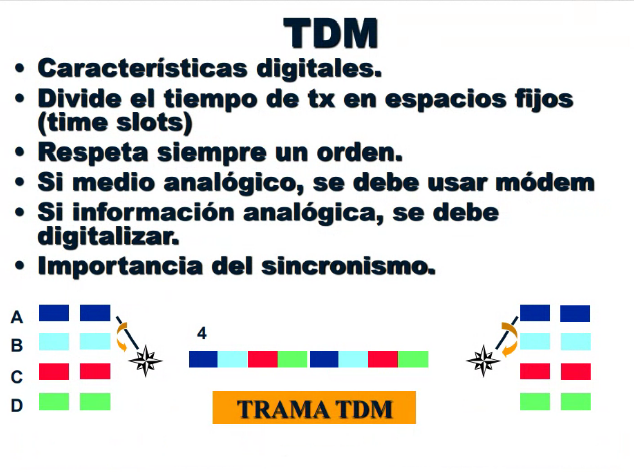 TDM
• Características digitales.
• Divide el tiempo de tx en espacios fijos
(time slots)
• Respeta siempre un orden.
• Si medio analógico, se debe usar módem
• Si información analógica, se debe
digitalizar.
• Importancia del sincronismo.
A
B
C
D
4
TRAMA TDM